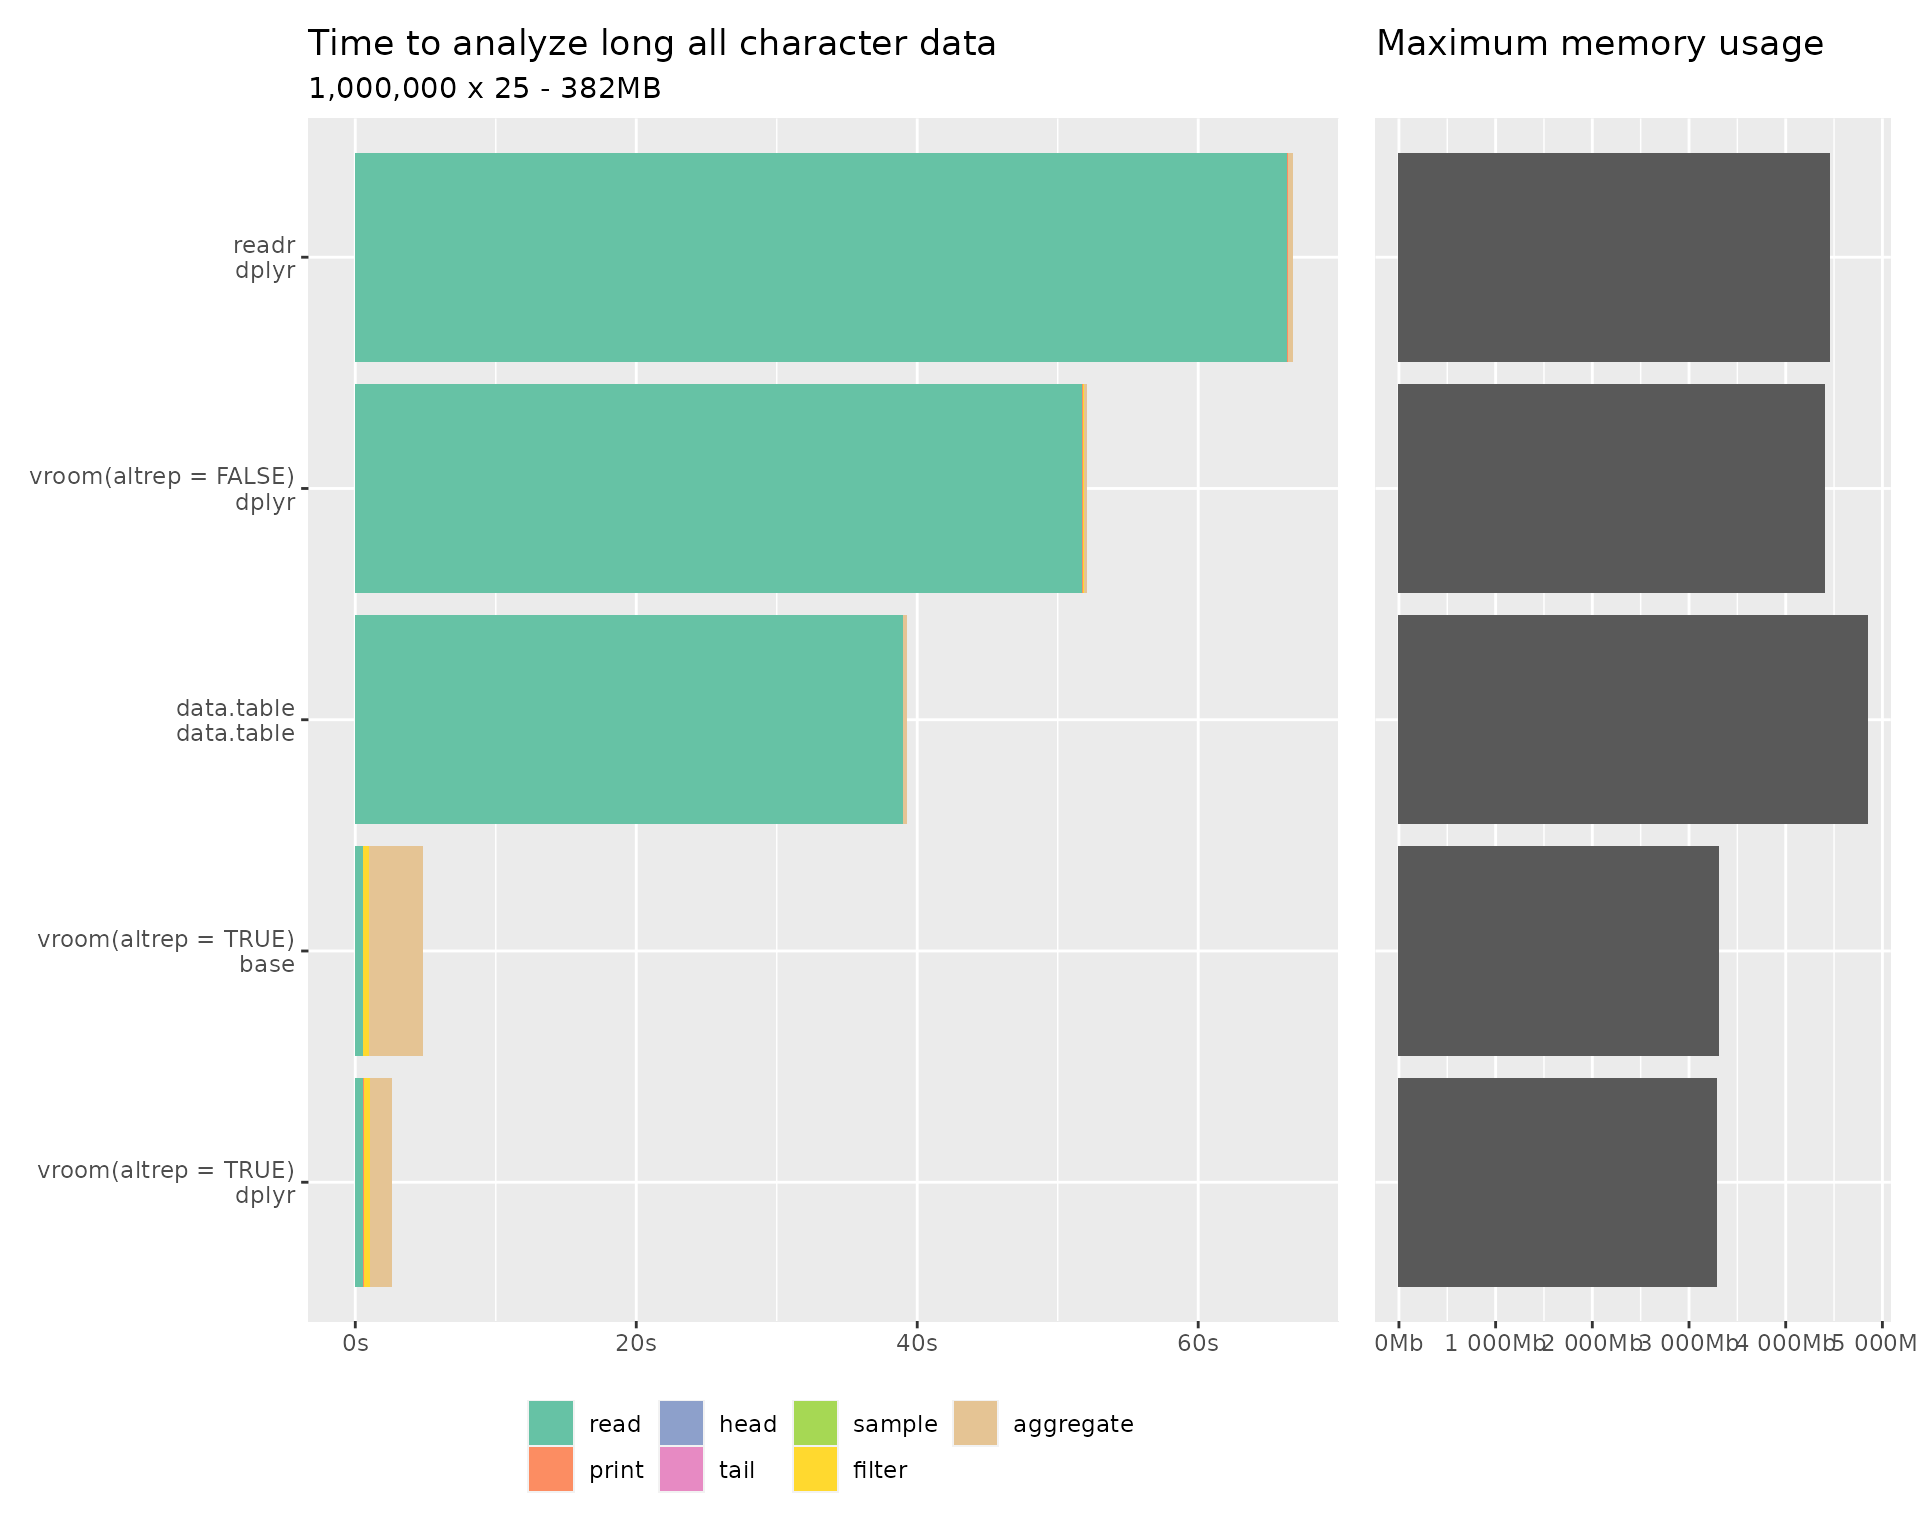 Time to analyze long all character data
1,000,000 x 25 - 382MB
Maximum memory usage
readr
dplyr
vroom(altrep = FALSE)
dplyr
data.table
data.table
vroom(altrep = TRUE)
base
vroom(altrep = TRUE)
dplyr
0s 20s 40s 60s
0Mb 1 000Mb 2 000Mb 3 000Mb 4 000Mb 5 000M
read head sample aggregate
print tail filter